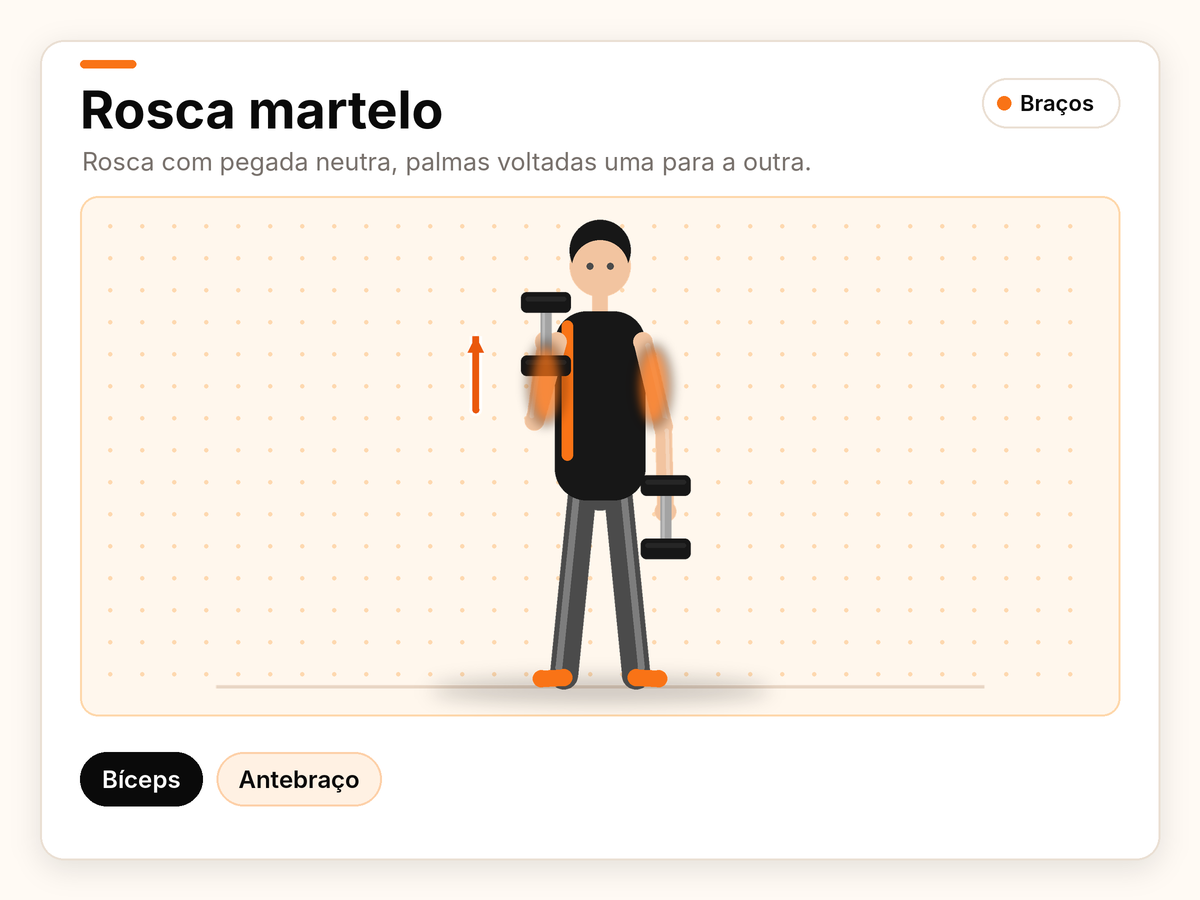 Rosca martelo
Braços
Rosca com pegada neutra, palmas voltadas uma para a outra.
Bíceps
Antebraço